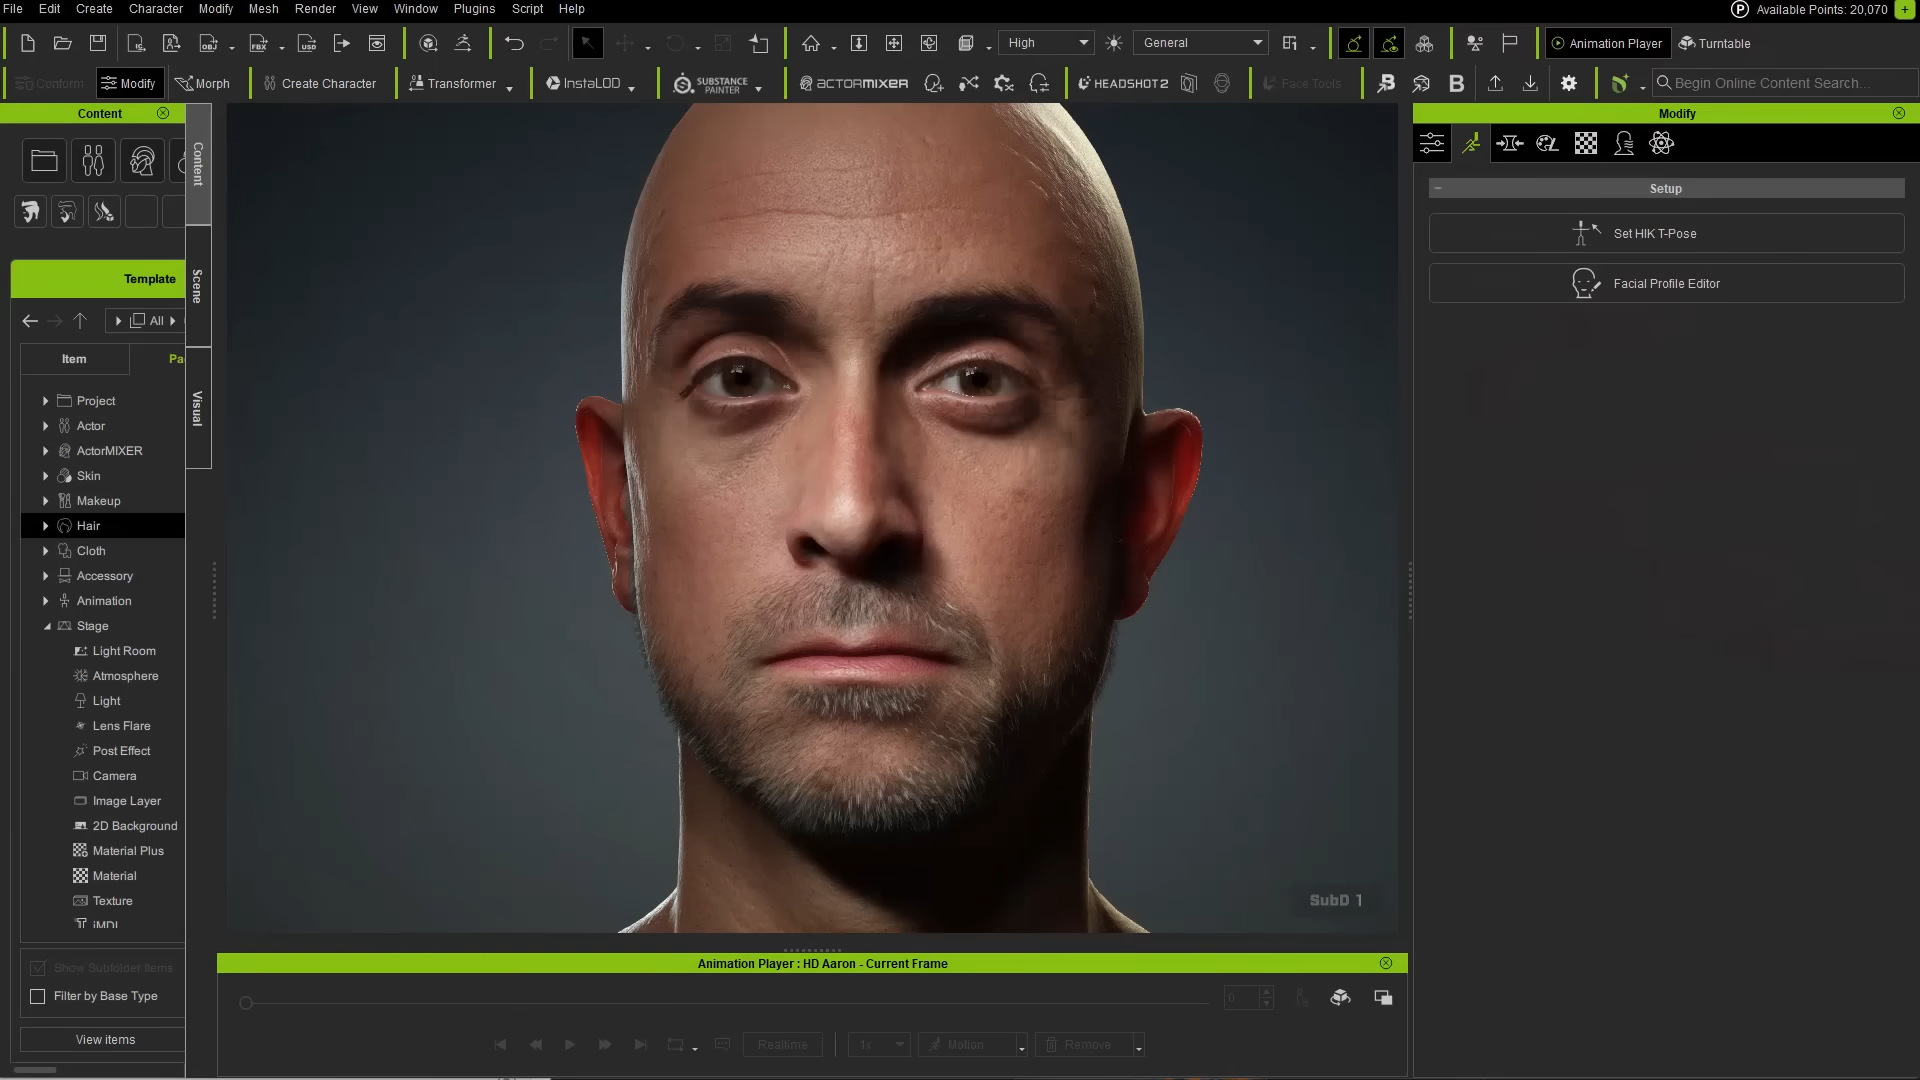 File Edit Create Character Modify Mesh Render View Window Plugins Script Help
Available Points: 20,070
High
General
Animation Player
Turntable
Conform
Modify
Morph
Create Character
Transformer
InstaLOD
SUBSTANCE PAINTER
ACTORMIXER
HEADSHOT2
Face Tools
Begin Online Content Search...
Content
Content
Scene
Visual
Template
All
Item
Pa
Project
Actor
ActorMIXER
Skin
Makeup
Hair
Cloth
Accessory
Animation
Stage
Light Room
Atmosphere
Light
Lens Flare
Post Effect
Camera
Image Layer
2D Background
Material Plus
Material
Texture
Show Subfolder Items
Filter by Base Type
View items
SubD 1
Modify
Setup
Set HIK T-Pose
Facial Profile Editor
Animation Player : HD Aaron - Current Frame
0
Realtime
1x
Motion
Remove